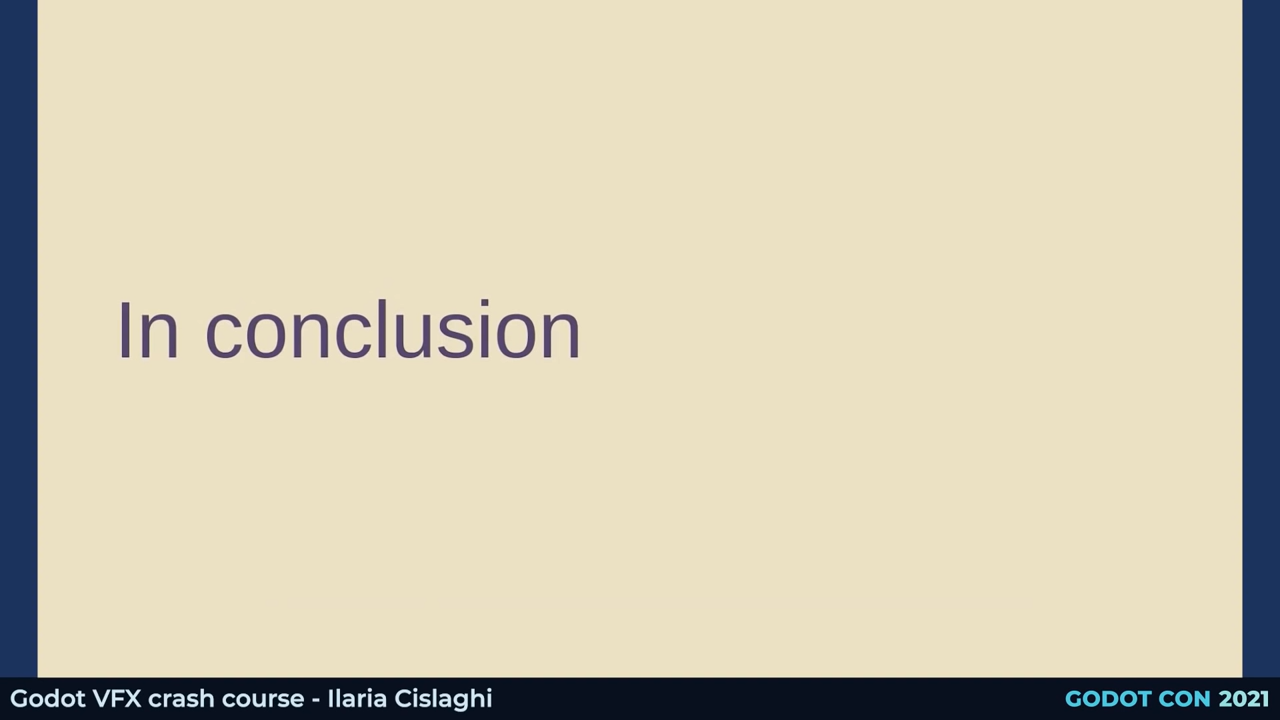 In conclusion
Godot VFX crash course - Ilaria Cislaghi
GODOT CON 2021